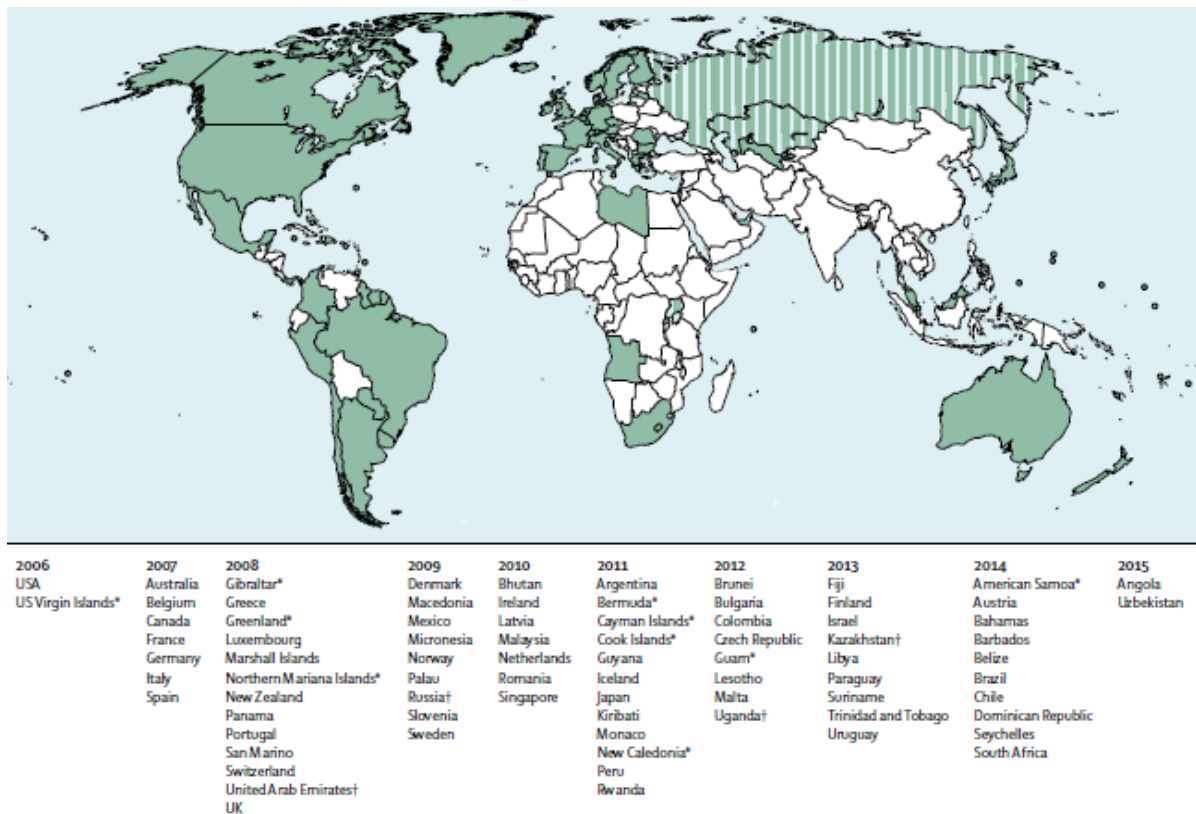 2006
USA
US Virgin Islands*
2007
Australia
Belgium
Canada
France
Germany
Italy
Spain
2008
Gibraltar*
Greece
Greenland*
Luxembourg
Marshall Islands
Northern Mariana Islands*
New Zealand
Panama
Portugal
San Marino
Switzerland
United Arab Emirates†
UK
2009
Denmark
Macedonia
Mexico
Micronesia
Norway
Palau
Russia†
Slovenia
Sweden
2010
Bhutan
Ireland
Latvia
Malaysia
Netherlands
Romania
Singapore
2011
Argentina
Bermuda*
Cayman Islands*
Cook Islands*
Guyana
Iceland
Japan
Kiribati
Monaco
New Caledonia*
Peru
Rwanda
2012
Brunei
Bulgaria
Colombia
Czech Republic
Guam*
Lesotho
Malta
Uganda†
2013
Fiji
Finland
Israel
Kazakhstan†
Libya
Paraguay
Suriname
Trinidad and Tobago
Uruguay
2014
American Samoa*
Austria
Bahamas
Barbados
Belize
Brazil
Chile
Dominican Republic
Seychelles
South Africa
2015
Angola
Uzbekistan